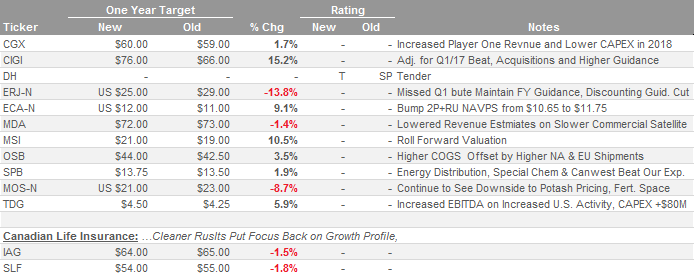 One Year Target Rating
Ticker New Old % Chg New Old Notes
CGX $60.00 $59.00 1.7% - - Increased Player One Revnue and Lower CAPEX in 2018
CIGI $76.00 $66.00 15.2% - - Adj. for Q1/17 Beat, Acquisitions and Higher Guidance
DH - - - T SP Tender
ERJ-N US $25.00 $29.00 -13.8% - - Missed Q1 bute Maintain FY Guidance, Discounting Guid. Cut
ECA-N US $12.00 $11.00 9.1% - - Bump 2P+RU NAVPS from $10.65 to $11.75
MDA $72.00 $73.00 -1.4% - - Lowered Revenue Estmiates on Slower Commercial Satellite
MSI $21.00 $19.00 10.5% - - Roll Forward Valuation
OSB $44.00 $42.50 3.5% - - Higher COGS Offset by Higher NA & EU Shipments
SPB $13.75 $13.50 1.9% - - Energy Distribution, Special Chem & Canwest Beat Our Exp.
MOS-N US $21.00 $23.00 -8.7% - - Continue to See Downside to Potash Pricing, Fert. Space
TDG $4.50 $4.25 5.9% - - Increased EBITDA on Increased U.S. Activity, CAPEX +$80M
Canadian Life Insurance: ...Cleaner Ruslts Put Focus Back on Growth Profile,
IAG $64.00 $65.00 -1.5% - -
SLF $54.00 $55.00 -1.8% - -